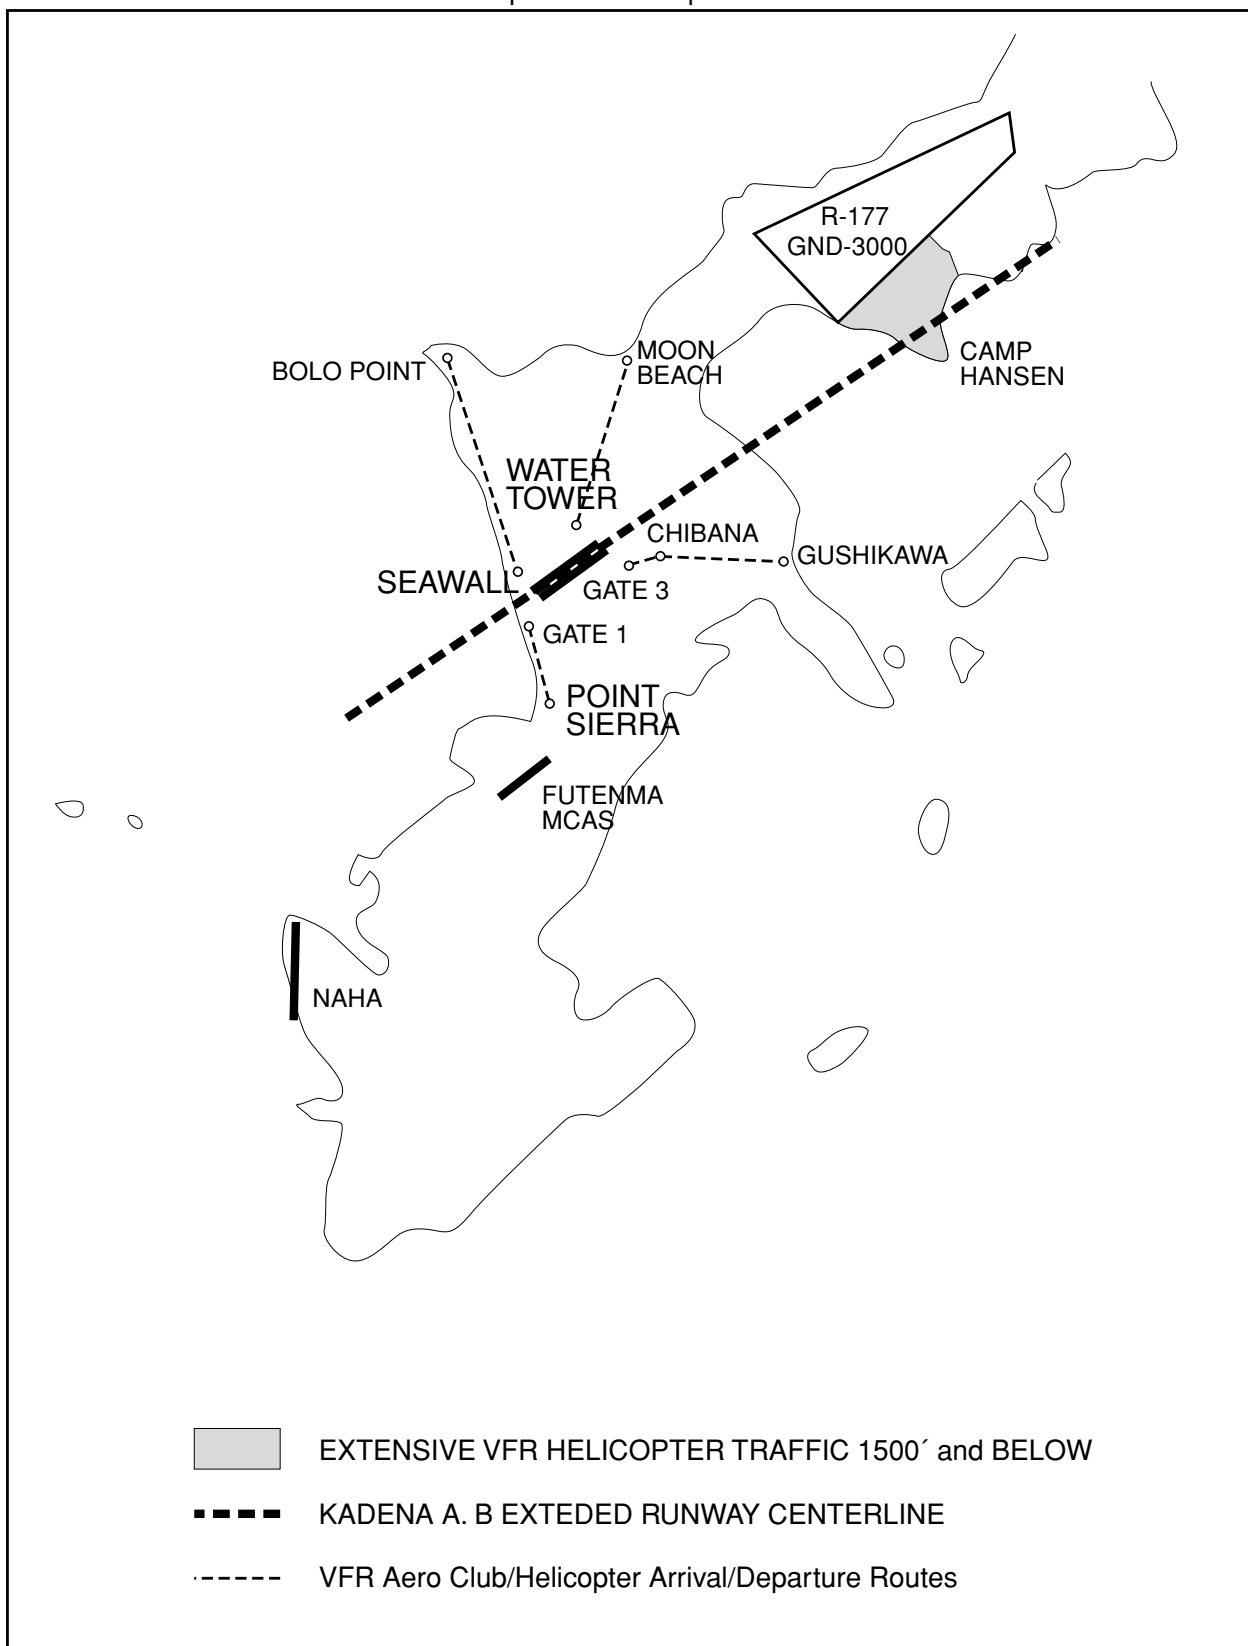 R-177
GND-3000
MOON
BEACH
BOLO POINT
CAMP
HANSEN
WATER
TOWER
CHIBANA
GUSHIKAWA
SEAWALL
GATE 3
GATE 1
POINT
SIERRA
FUTENMA
MCAS
NAHA
EXTENSIVE VFR HELICOPTER TRAFFIC 1500´ and BELOW
KADENA A. B EXTEDED RUNWAY CENTERLINE
VFR Aero Club/Helicopter Arrival/Departure Routes